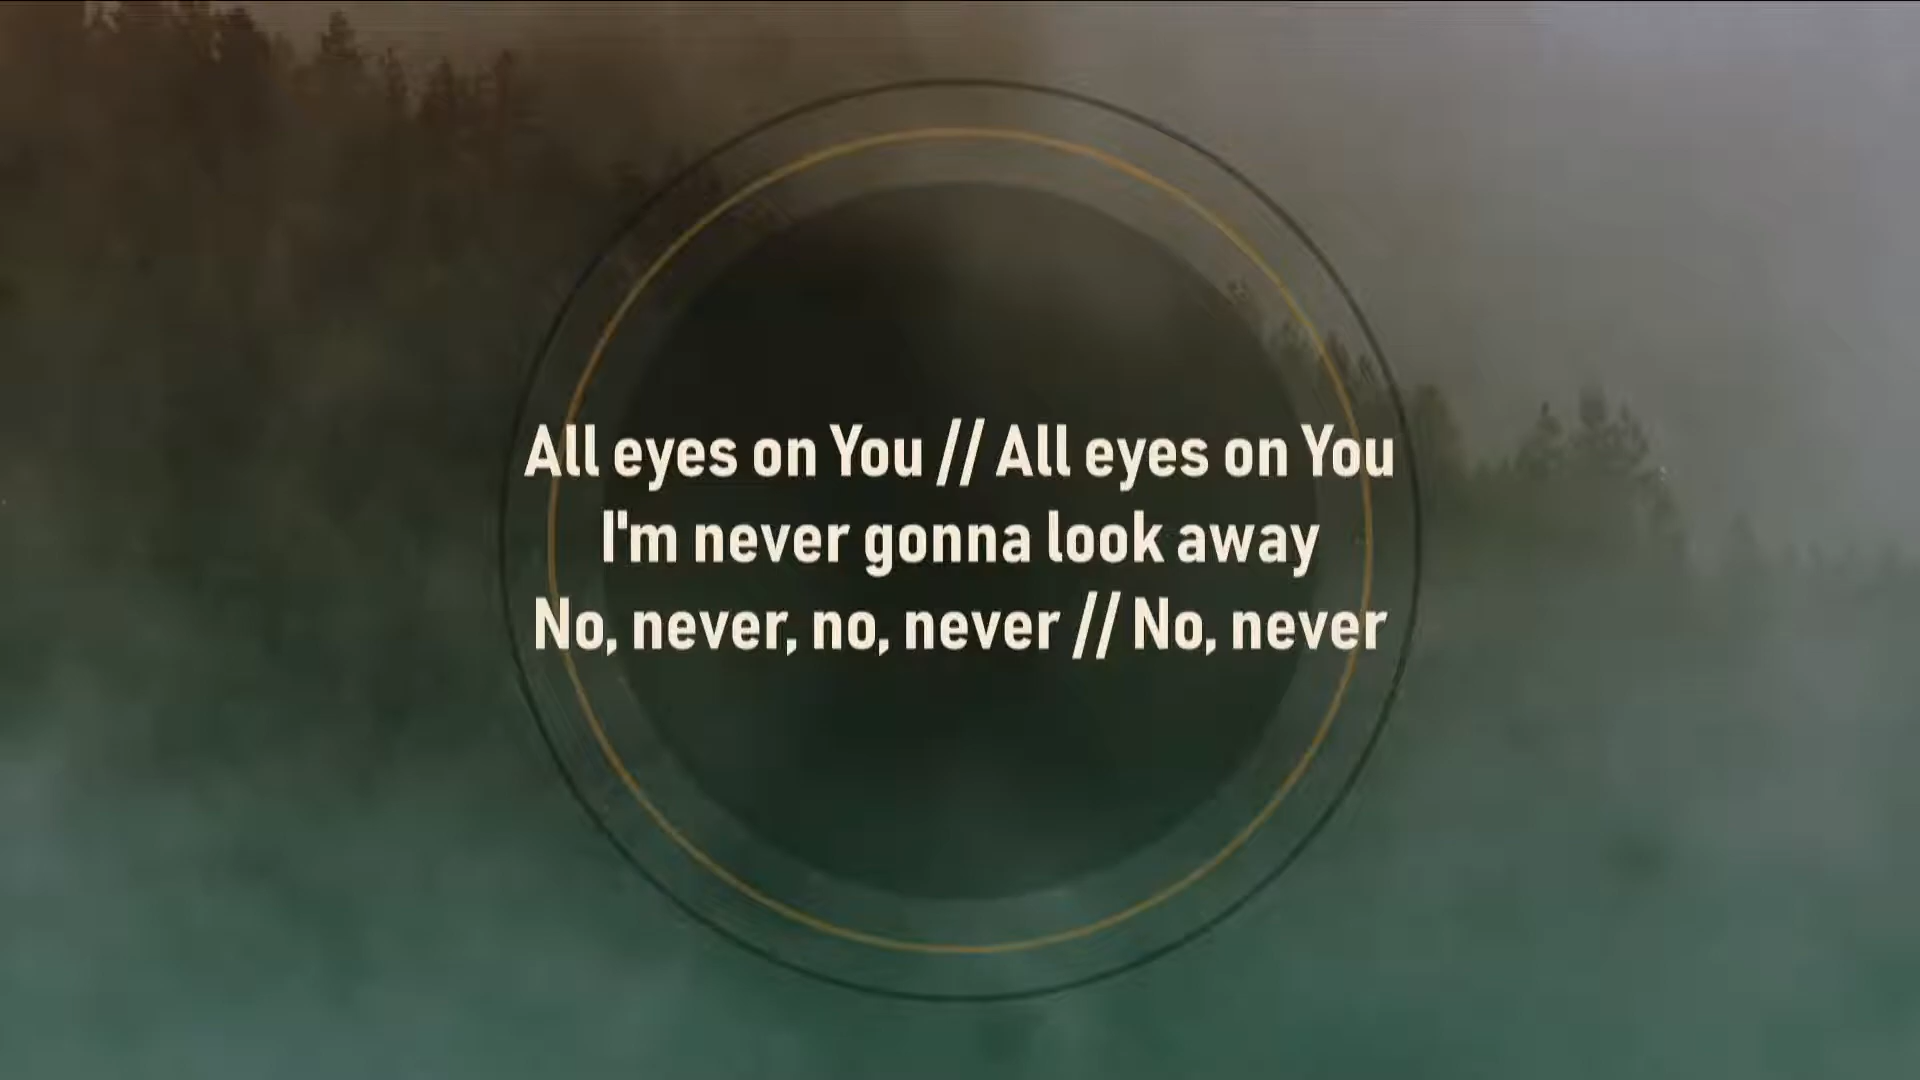 All eyes on You // All eyes on You
I'm never gonna look away
No, never, no, never // No, never